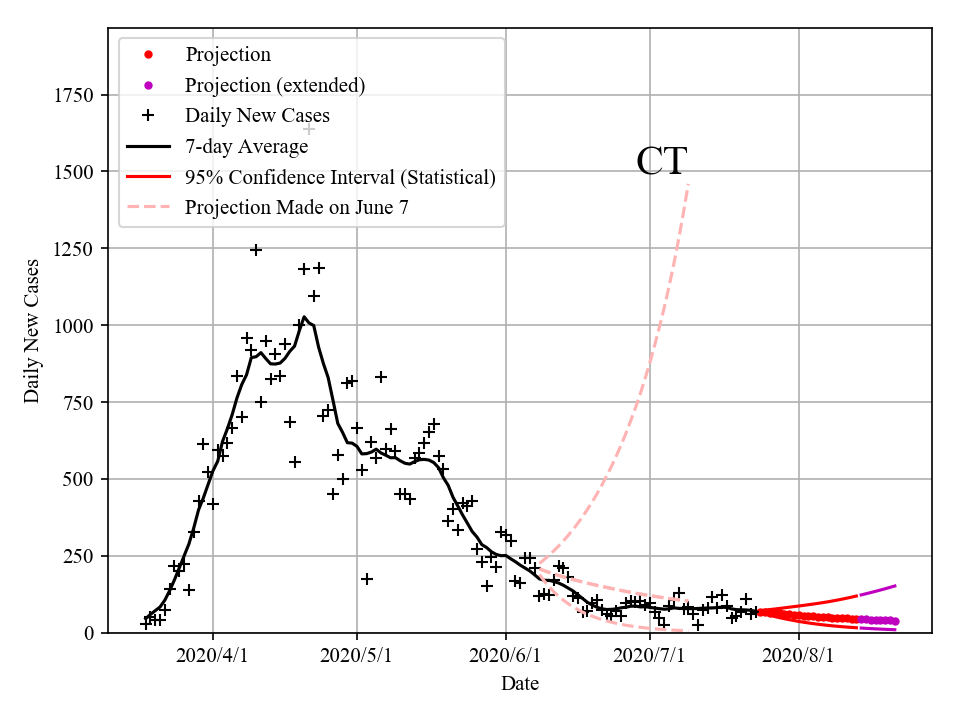 Projection
Projection (extended)
Daily New Cases
7-day Average
95% Confidence Interval (Statistical)
Projection Made on June 7
CT
1750
1500
1250
1000
750
500
250
0
Daily New Cases
2020/4/1
2020/5/1
2020/6/1
2020/7/1
2020/8/1
Date